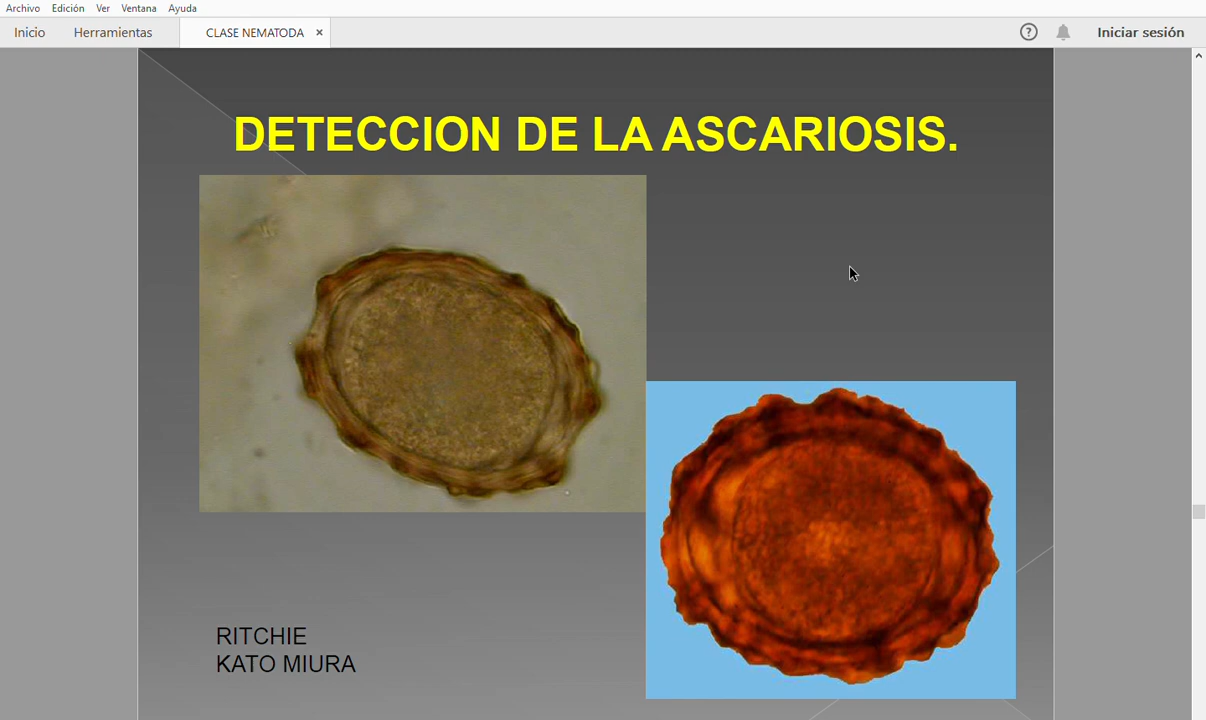 Archivo Edición Ver Ventana Ayuda
Inicio Herramientas CLASE NEMATODA × ? Iniciar sesión
DETECCION DE LA ASCARIOSIS.
RITCHIE
KATO MIURA